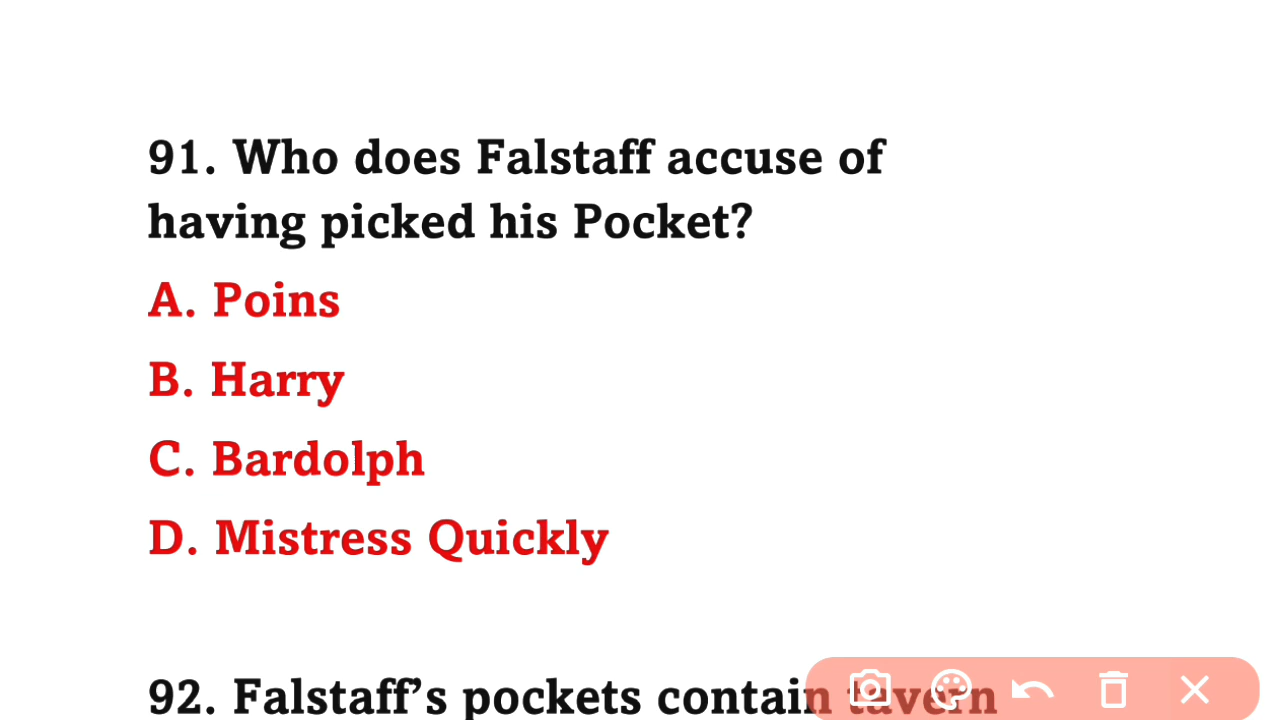 91. Who does Falstaff accuse of
having picked his Pocket?
A. Poins
B. Harry
C. Bardolph
D. Mistress Quickly
92. Falstaff's pockets contain tavern